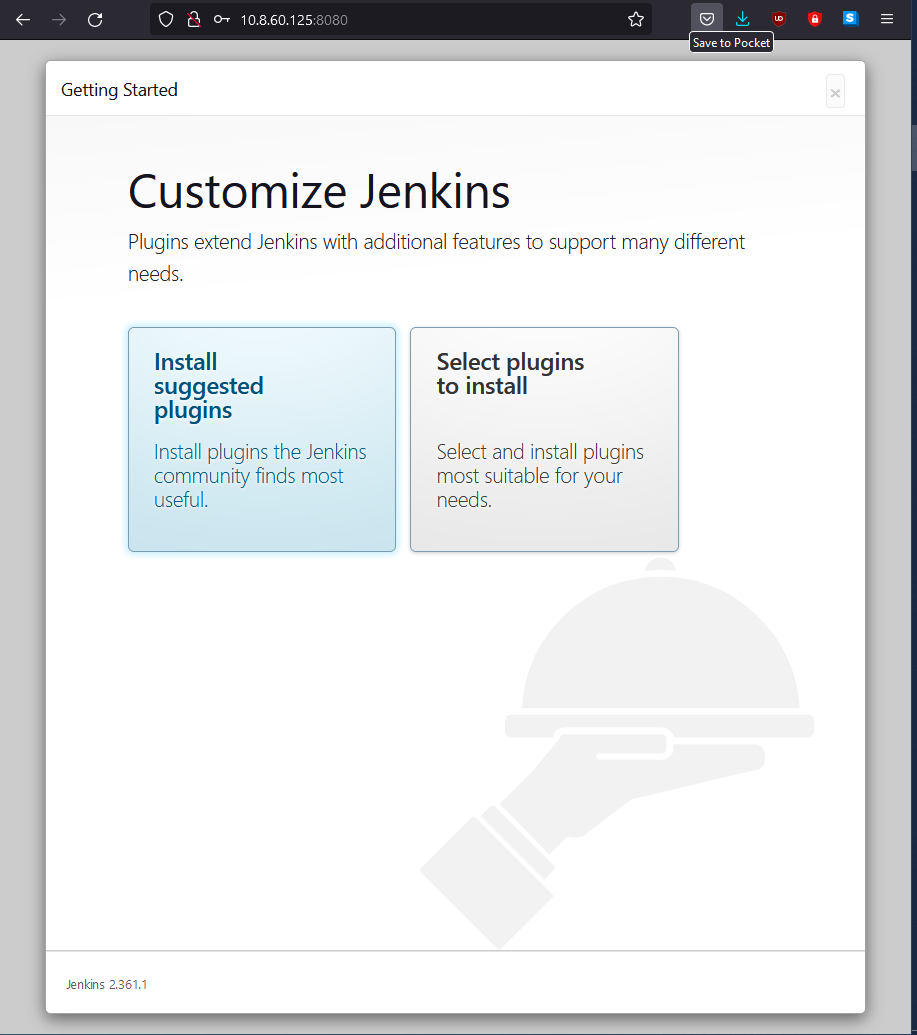 10.8.60.125:8080
Save to Pocket
Getting Started
Customize Jenkins
Plugins extend Jenkins with additional features to support many different
needs.
Install
suggested
plugins
Install plugins the Jenkins
community finds most
useful.
Select plugins
to install
Select and install plugins
most suitable for your
needs.
Jenkins 2.361.1